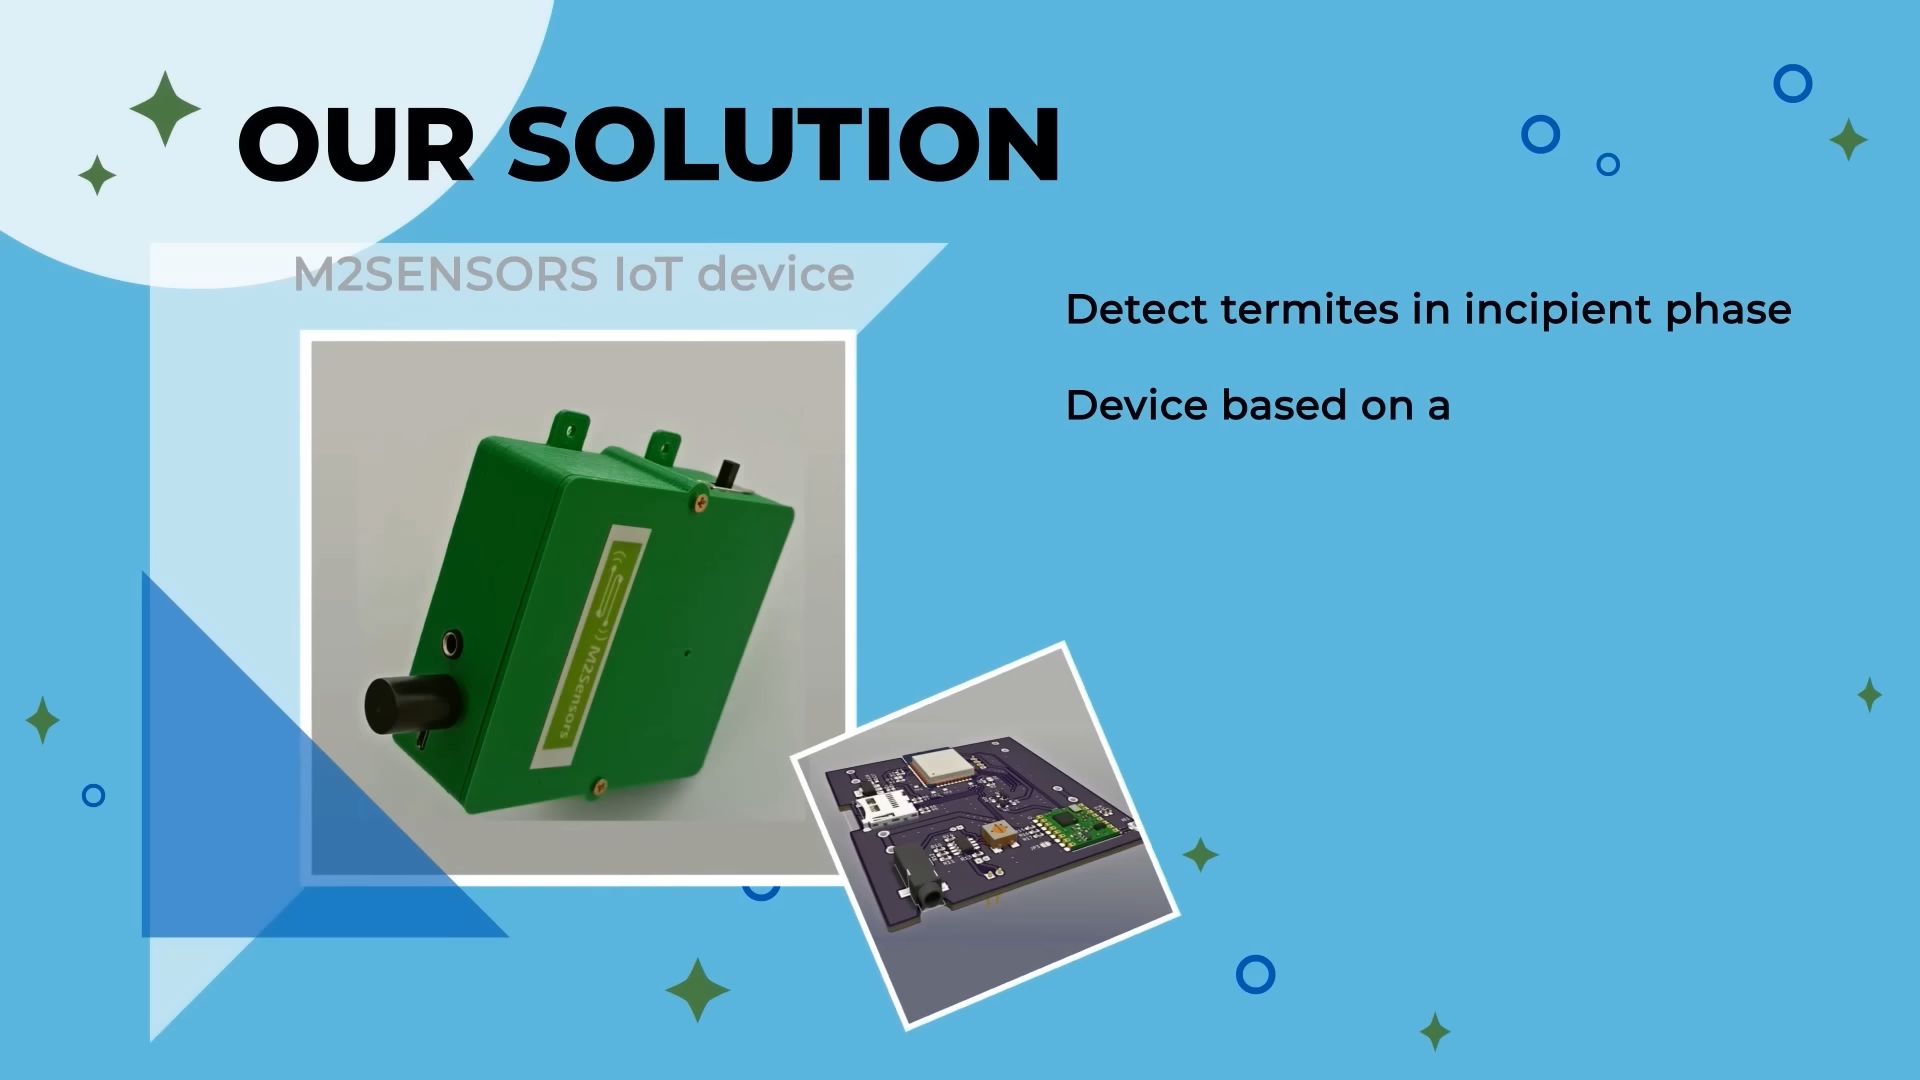 OUR SOLUTION
M2SENSORS IoT device
Detect termites in incipient phase
Device based on a
M2Sensors